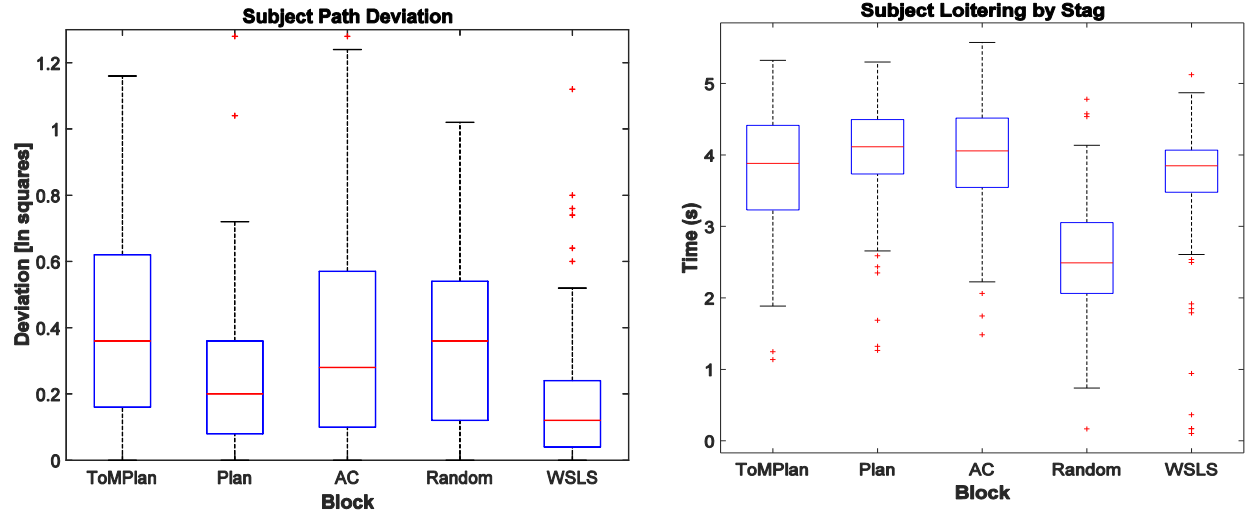 Subject Path Deviation
Deviation [In squares]
1.2
1
0.8
0.6
0.4
0.2
0
ToMPlan Plan AC Random WSLS
Block
Subject Loitering by Stag
Time (s)
5
4
3
2
1
0
ToMPlan Plan AC Random WSLS
Block